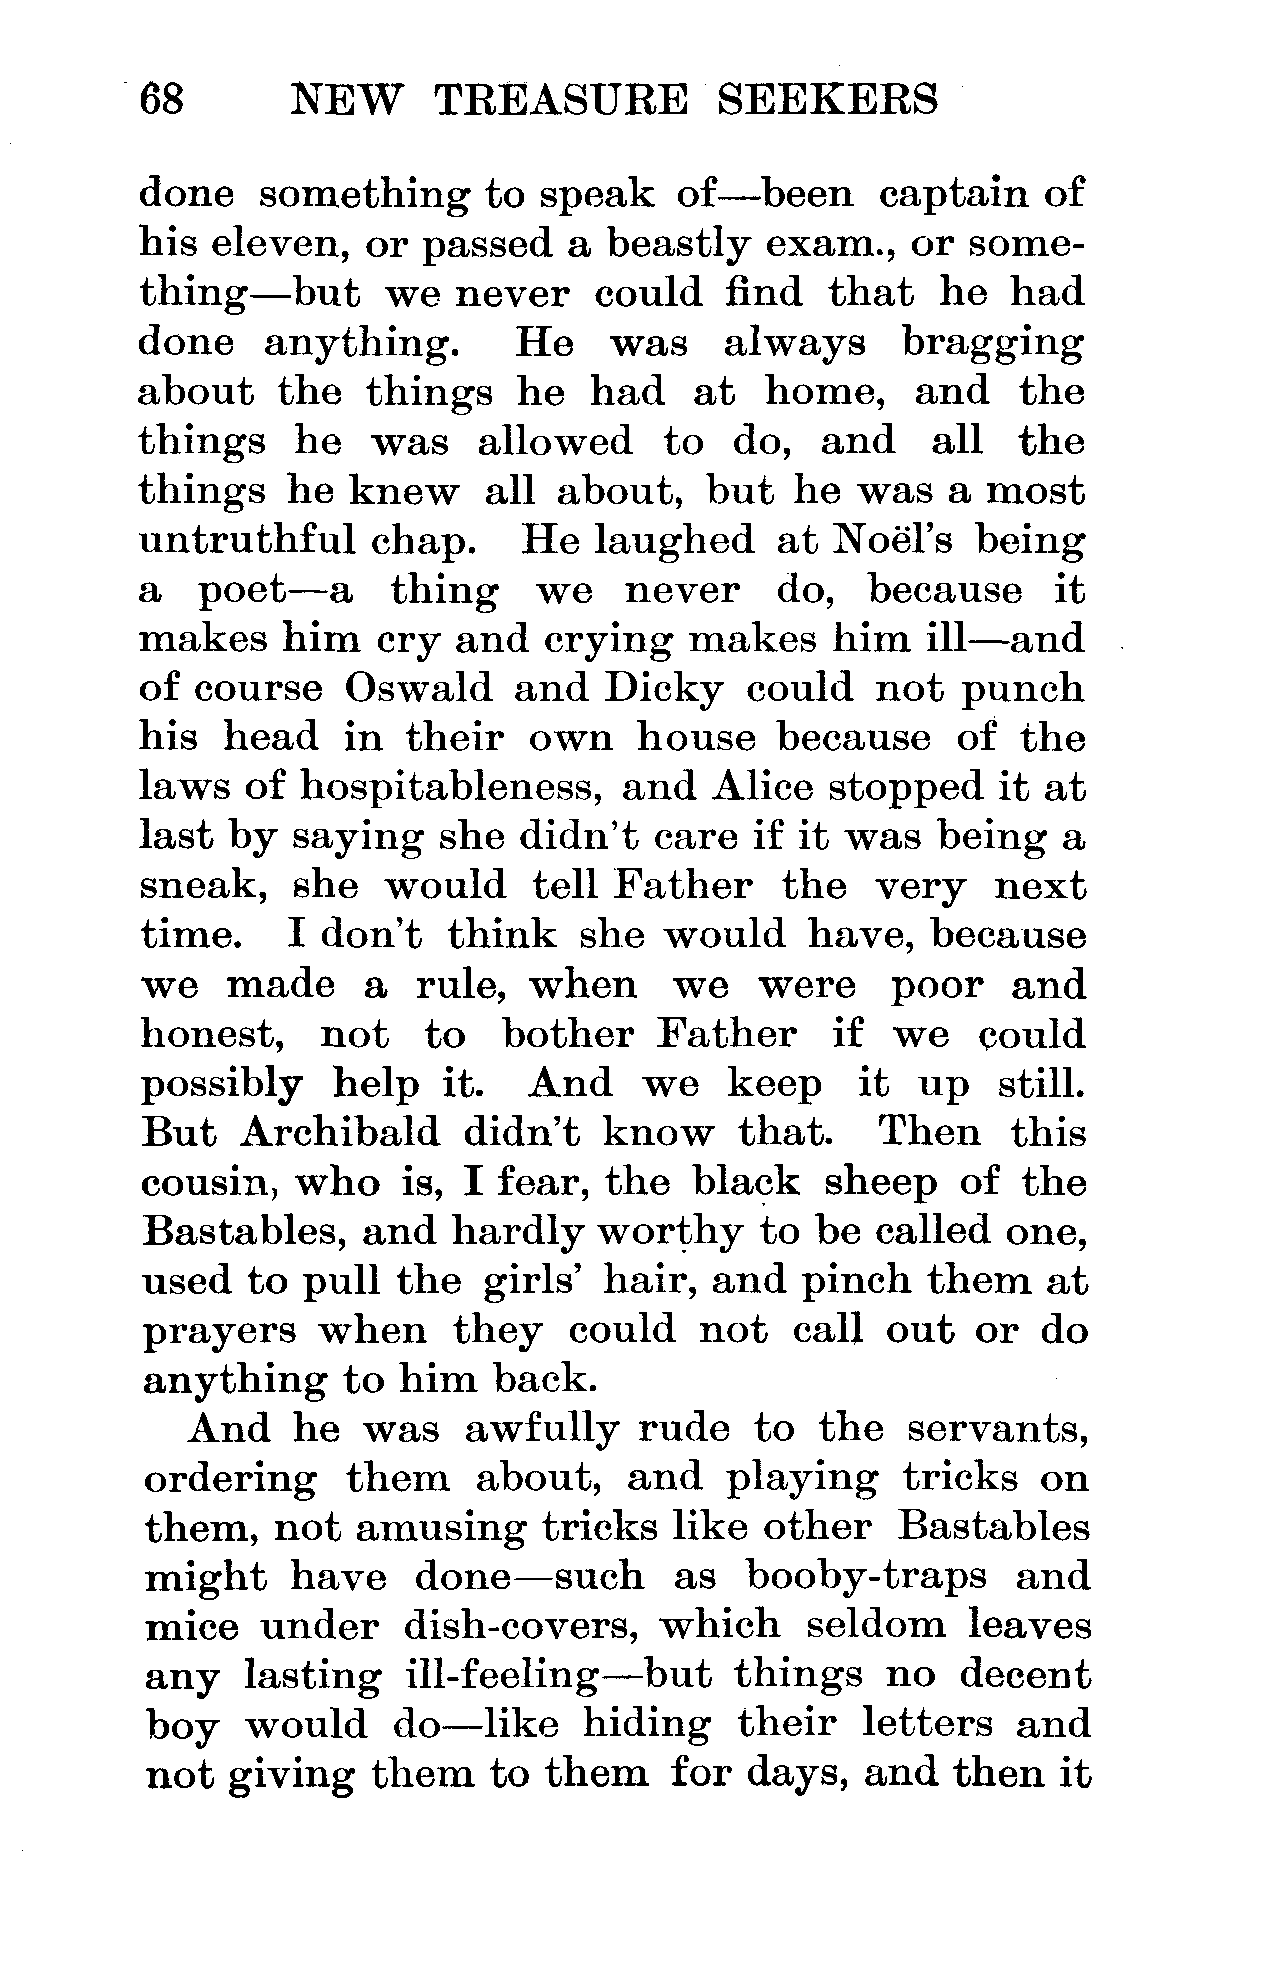 68 NEW TREASURE SEEKERS
done something to speak of—been captain of
his eleven, or passed a beastly exam., or some-
thing—but we never could find that he had
done anything. He was always bragging
about the things he had at home, and the
things he was allowed to do, and all the
things he knew all about, but he was a most
untruthful chap. He laughed at Noël's being
a poet—a thing we never do, because it
makes him cry and crying makes him ill—and
of course Oswald and Dicky could not punch
his head in their own house because of the
laws of hospitableness, and Alice stopped it at
last by saying she didn't care if it was being a
sneak, she would tell Father the very next
time. I don't think she would have, because
we made a rule, when we were poor and
honest, not to bother Father if we could
possibly help it. And we keep it up still.
But Archibald didn't know that. Then this
cousin, who is, I fear, the black sheep of the
Bastables, and hardly worthy to be called one,
used to pull the girls' hair, and pinch them at
prayers when they could not call out or do
anything to him back.
And he was awfully rude to the servants,
ordering them about, and playing tricks on
them, not amusing tricks like other Bastables
might have done—such as booby-traps and
mice under dish-covers, which seldom leaves
any lasting ill-feeling—but things no decent
boy would do—like hiding their letters and
not giving them to them for days, and then it